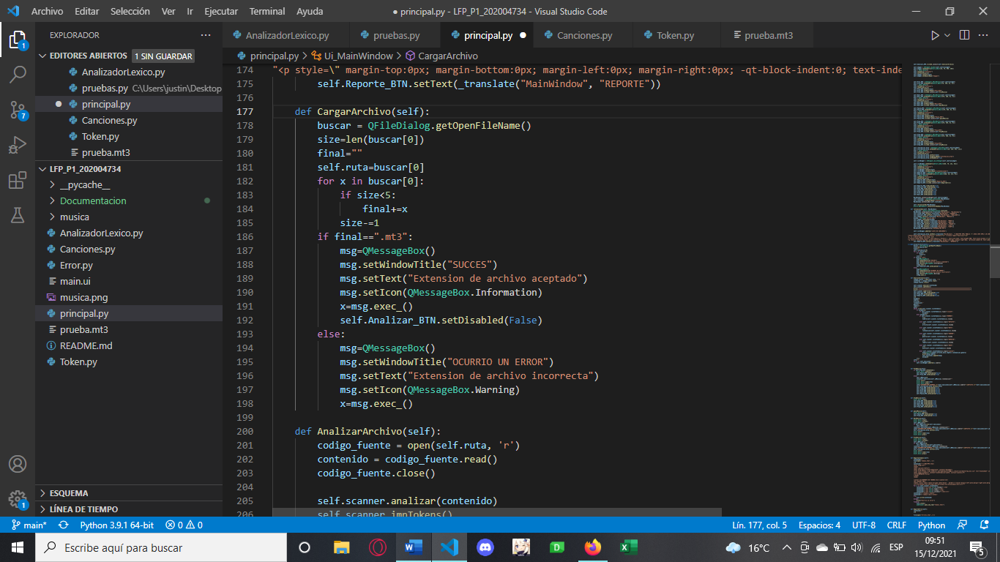 Archivo Editar Selección Ver Ir Ejecutar Terminal Ayuda
● principal.py - LFP_P1_202004734 - Visual Studio Code
EXPLORADOR
EDITORES ABIERTOS 1 SIN GUARDAR
AnalizadorLexico.py
pruebas.py C:\Users\justin\Desktop
principal.py
Canciones.py
Token.py
prueba.mt3
LFP_P1_202004734
__pycache__
Documentacion
musica
AnalizadorLexico.py
Canciones.py
Error.py
main.ui
musica.png
principal.py
prueba.mt3
README.md
Token.py
ESQUEMA
LÍNEA DE TIEMPO
AnalizadorLexico.py pruebas.py principal.py Canciones.py Token.py prueba.mt3
principal.py > Ui_MainWindow > CargarArchivo
174 "<p style=\" margin-top:0px; margin-bottom:0px; margin-left:0px; margin-right:0px; -qt-block-indent:0; text-inde
175 self.Reporte_BTN.setText(_translate("MainWindow", "REPORTE"))
176
177 def CargarArchivo(self):
178 buscar = QFileDialog.getOpenFileName()
179 size=len(buscar[0])
180 final=""
181 self.ruta=buscar[0]
182 for x in buscar[0]:
183 if size<5:
184 final+=x
185 size-=1
186 if final==".mt3":
187 msg=QMessageBox()
188 msg.setWindowTitle("SUCCES")
189 msg.setText("Extension de archivo aceptado")
190 msg.setIcon(QMessageBox.Information)
191 x=msg.exec_()
192 self.Analizar_BTN.setDisabled(False)
193 else:
194 msg=QMessageBox()
195 msg.setWindowTitle("OCURRIO UN ERROR")
196 msg.setText("Extension de archivo incorrecta")
197 msg.setIcon(QMessageBox.Warning)
198 x=msg.exec_()
199
200 def AnalizarArchivo(self):
201 codigo_fuente = open(self.ruta, 'r')
202 contenido = codigo_fuente.read()
203 codigo_fuente.close()
204
205 self.scanner.analizar(contenido)
206 self.scanner.impTokens()
1
7
1
main* Python 3.9.1 64-bit 0 0 Lín. 177, col. 5 Espacios: 4 UTF-8 CRLF Python
Escribe aquí para buscar
16°C ESP 09:51
15/12/2021
5